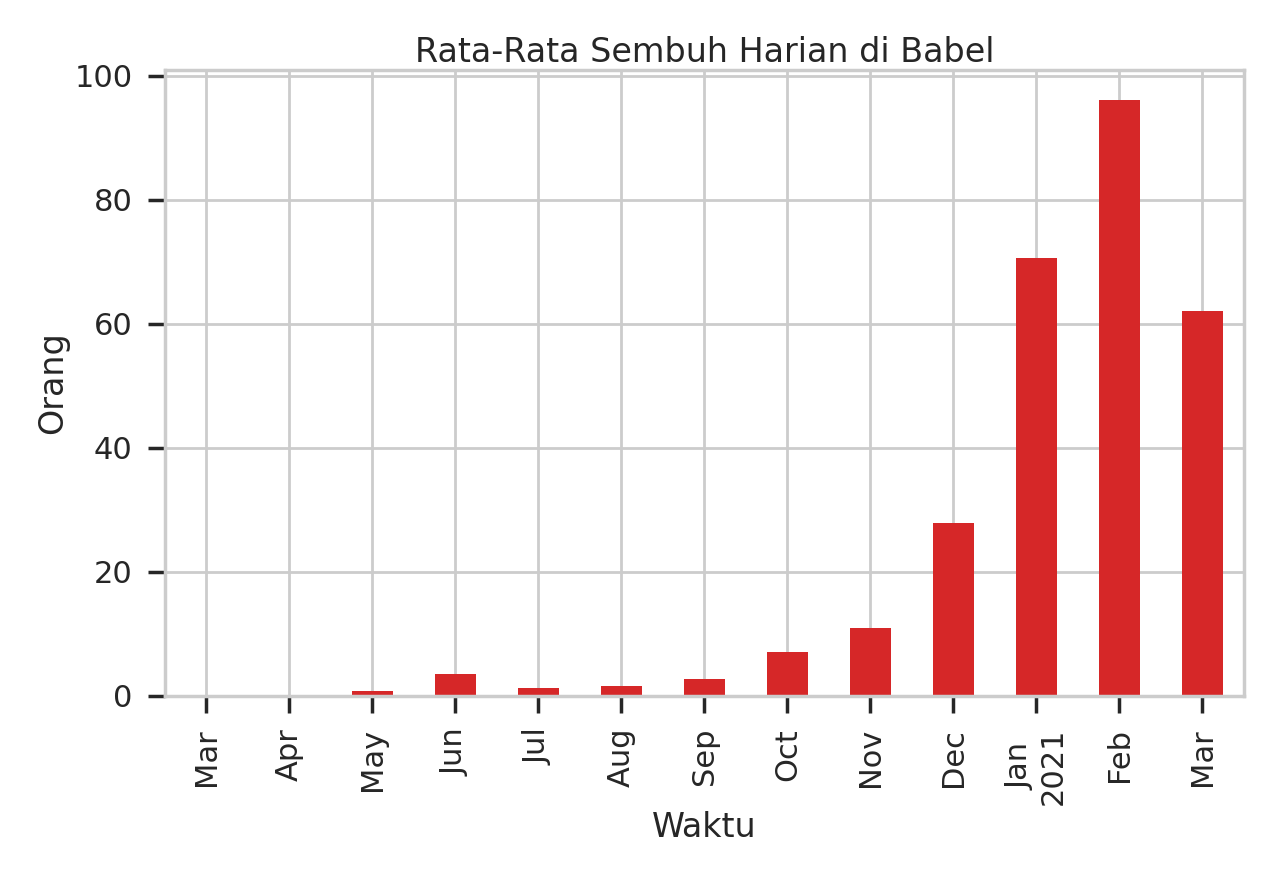 Rata-Rata Sembuh Harian di Babel
100
80
60
40
20
0
Orang
Mar
Apr
May
Jun
Jul
Aug
Sep
Oct
Nov
Dec
Jan
2021
Feb
Mar
Waktu